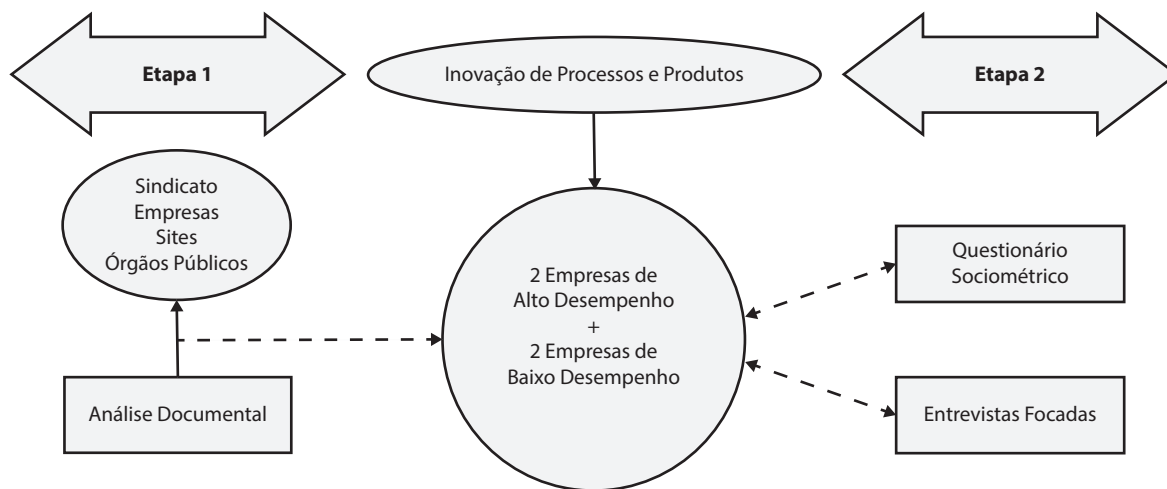 Etapa 1
Inovação de Processos e Produtos
Etapa 2
Sindicato
Empresas
Sites
Órgãos Públicos
2 Empresas de
Alto Desempenho
+
2 Empresas de
Baixo Desempenho
Questionário
Sociométrico
Análise Documental
Entrevistas Focadas